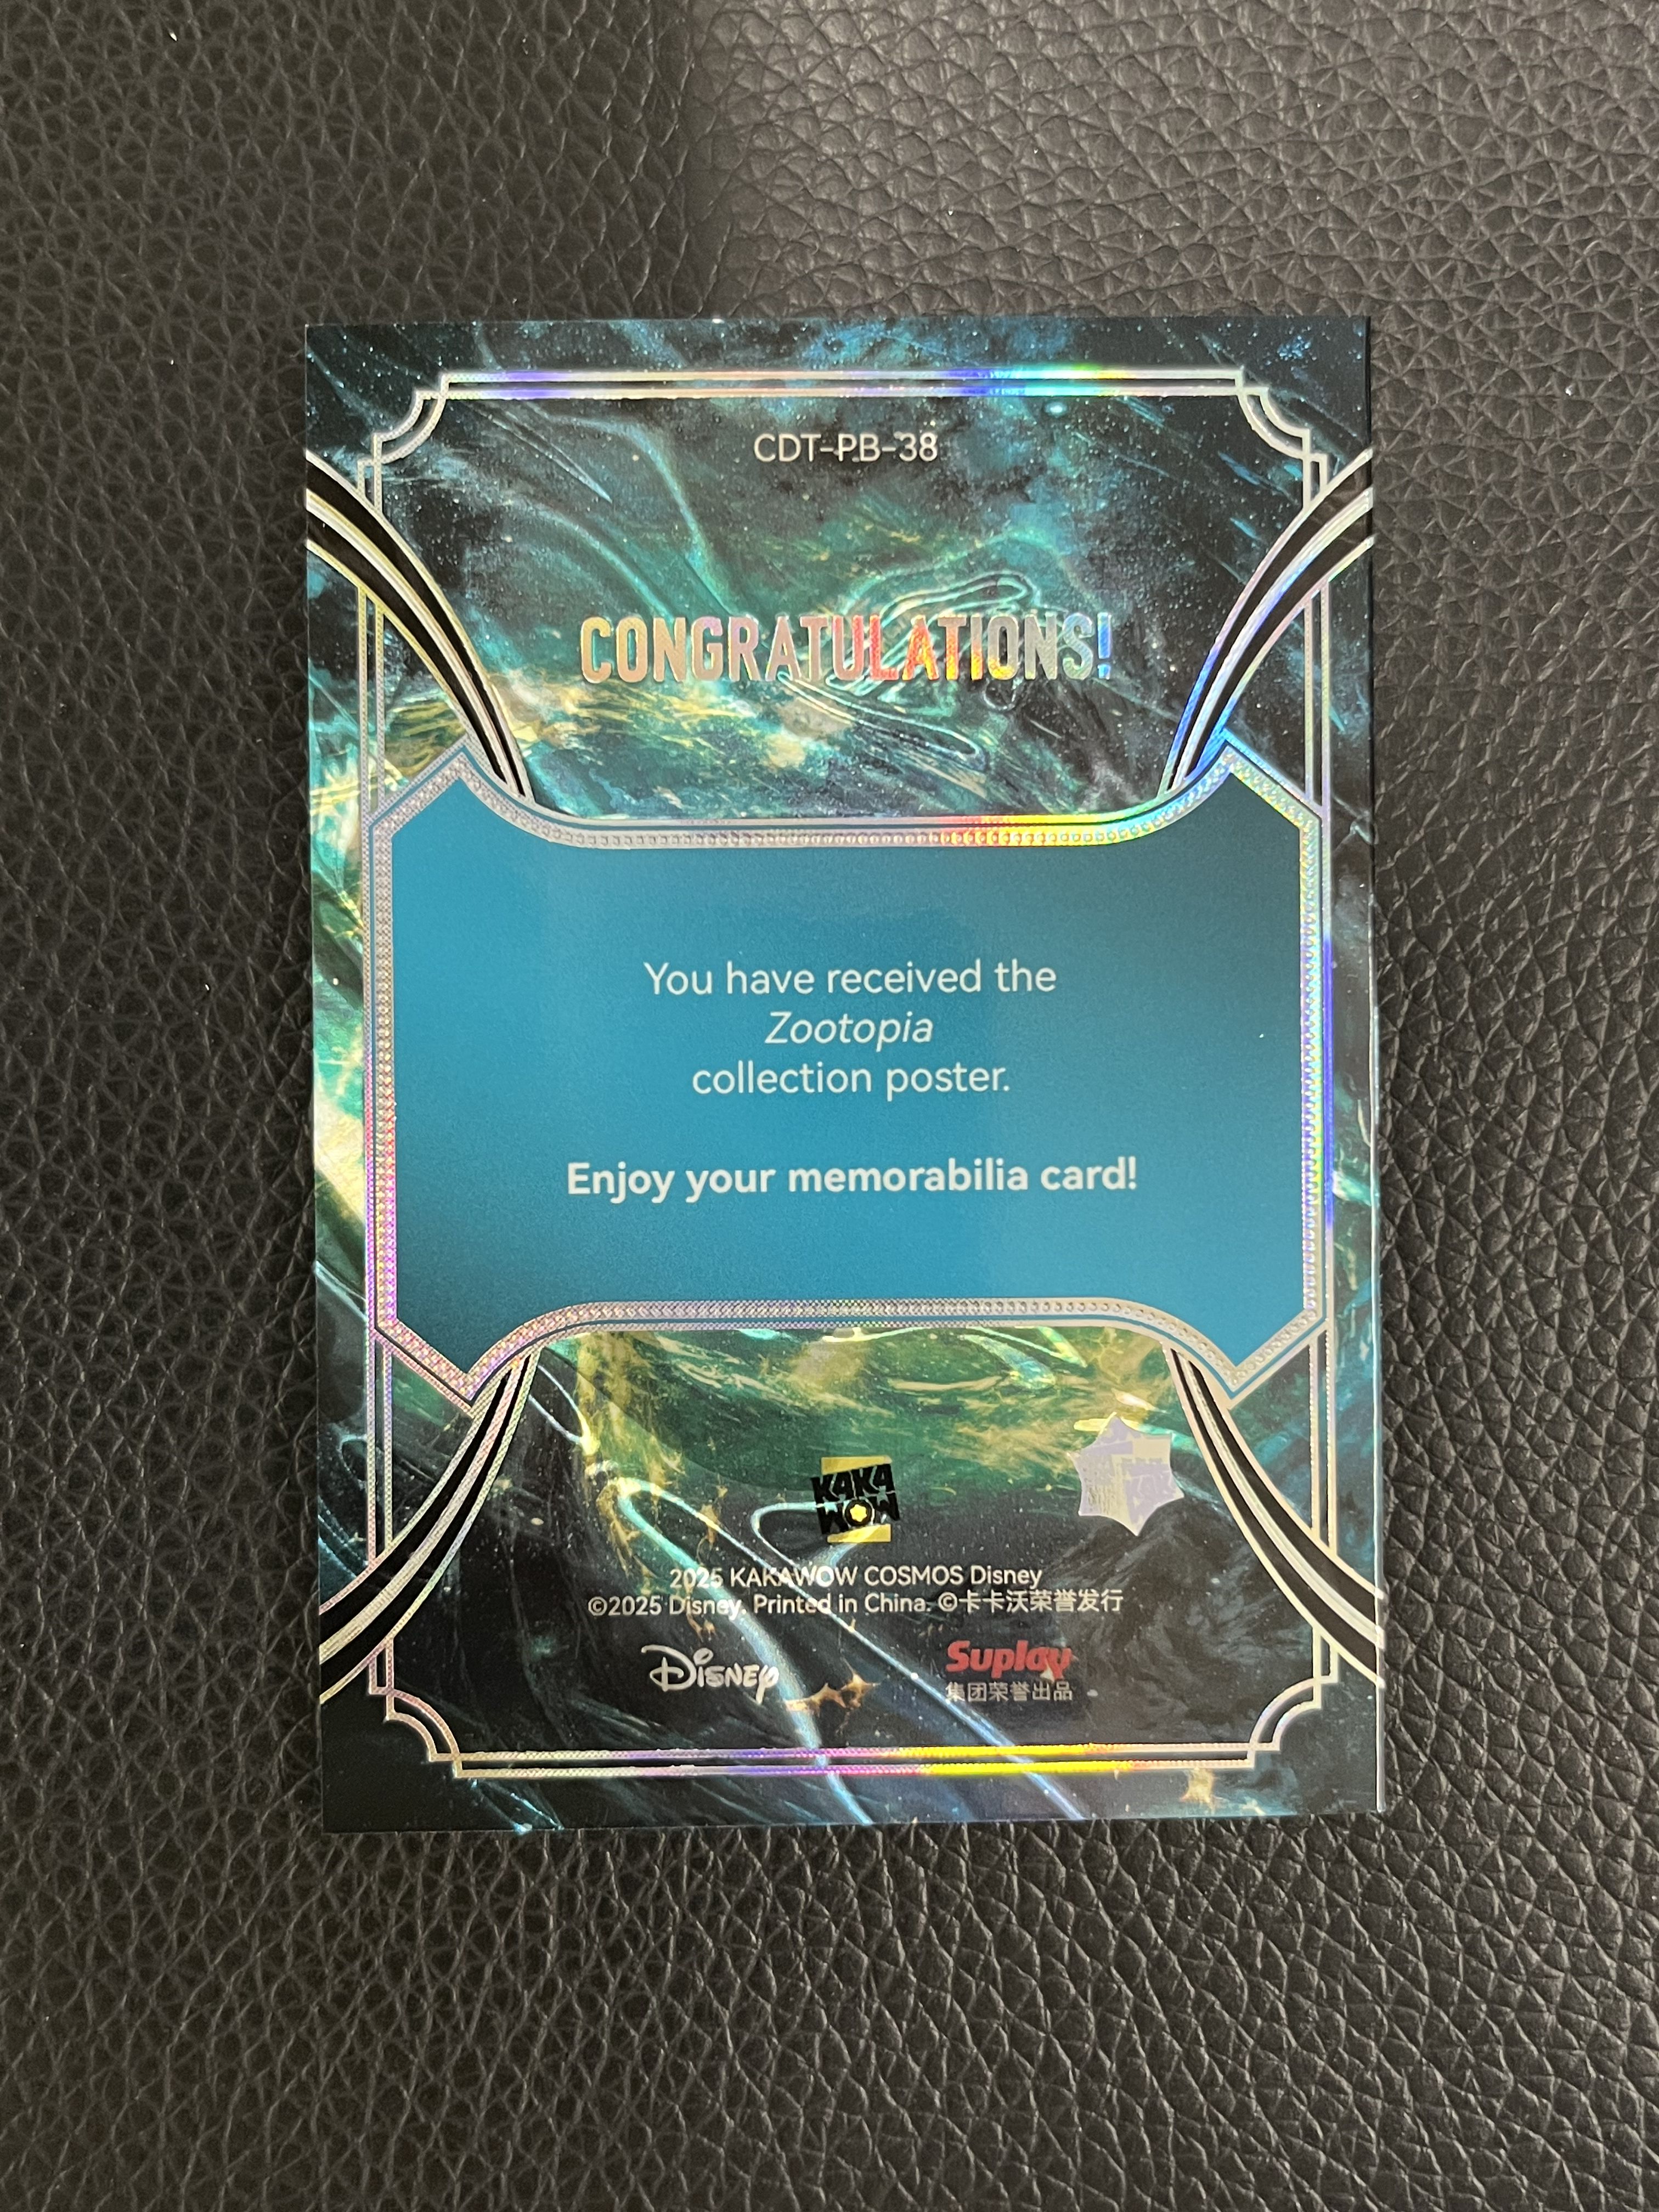 CDT-PB-38
CONGRATULATIONS!
You have received the
Zootopia
collection poster.
Enjoy your memorabilia card!
KAKA
WOW
2025 KAKAWOW COSMOS Disney
©2025 Disney. Printed in China. ©卡卡沃荣誉发行
Disney
Suplay
集团荣誉出品